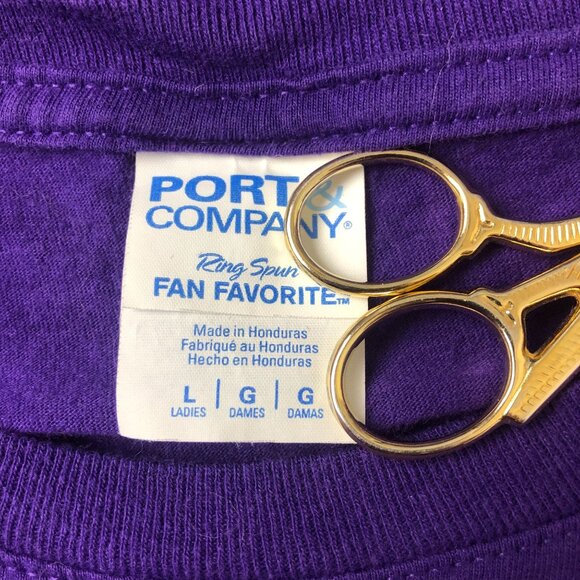 PORT &
COMPANY®
Ring Spun
FAN FAVORITE™
Made in Honduras
Fabriqué au Honduras
Hecho en Honduras
L | G | G
LADIES | DAMES | DAMAS